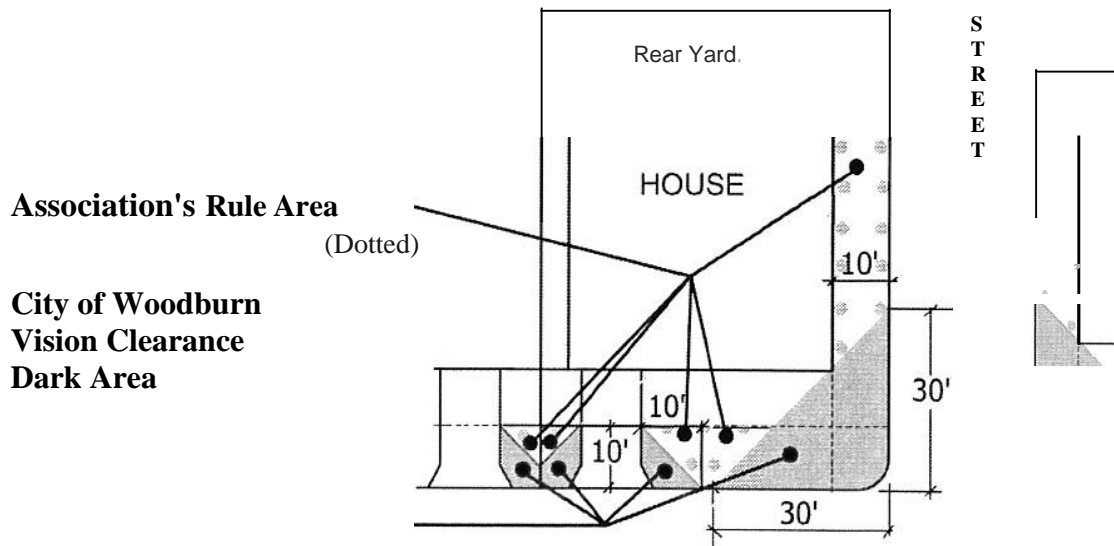 Rear Yard.
S
T
R
E
E
T
HOUSE
Association's Rule Area
(Dotted)
10'
City of Woodburn
Vision Clearance
Dark Area
30'
10'
10'
30'